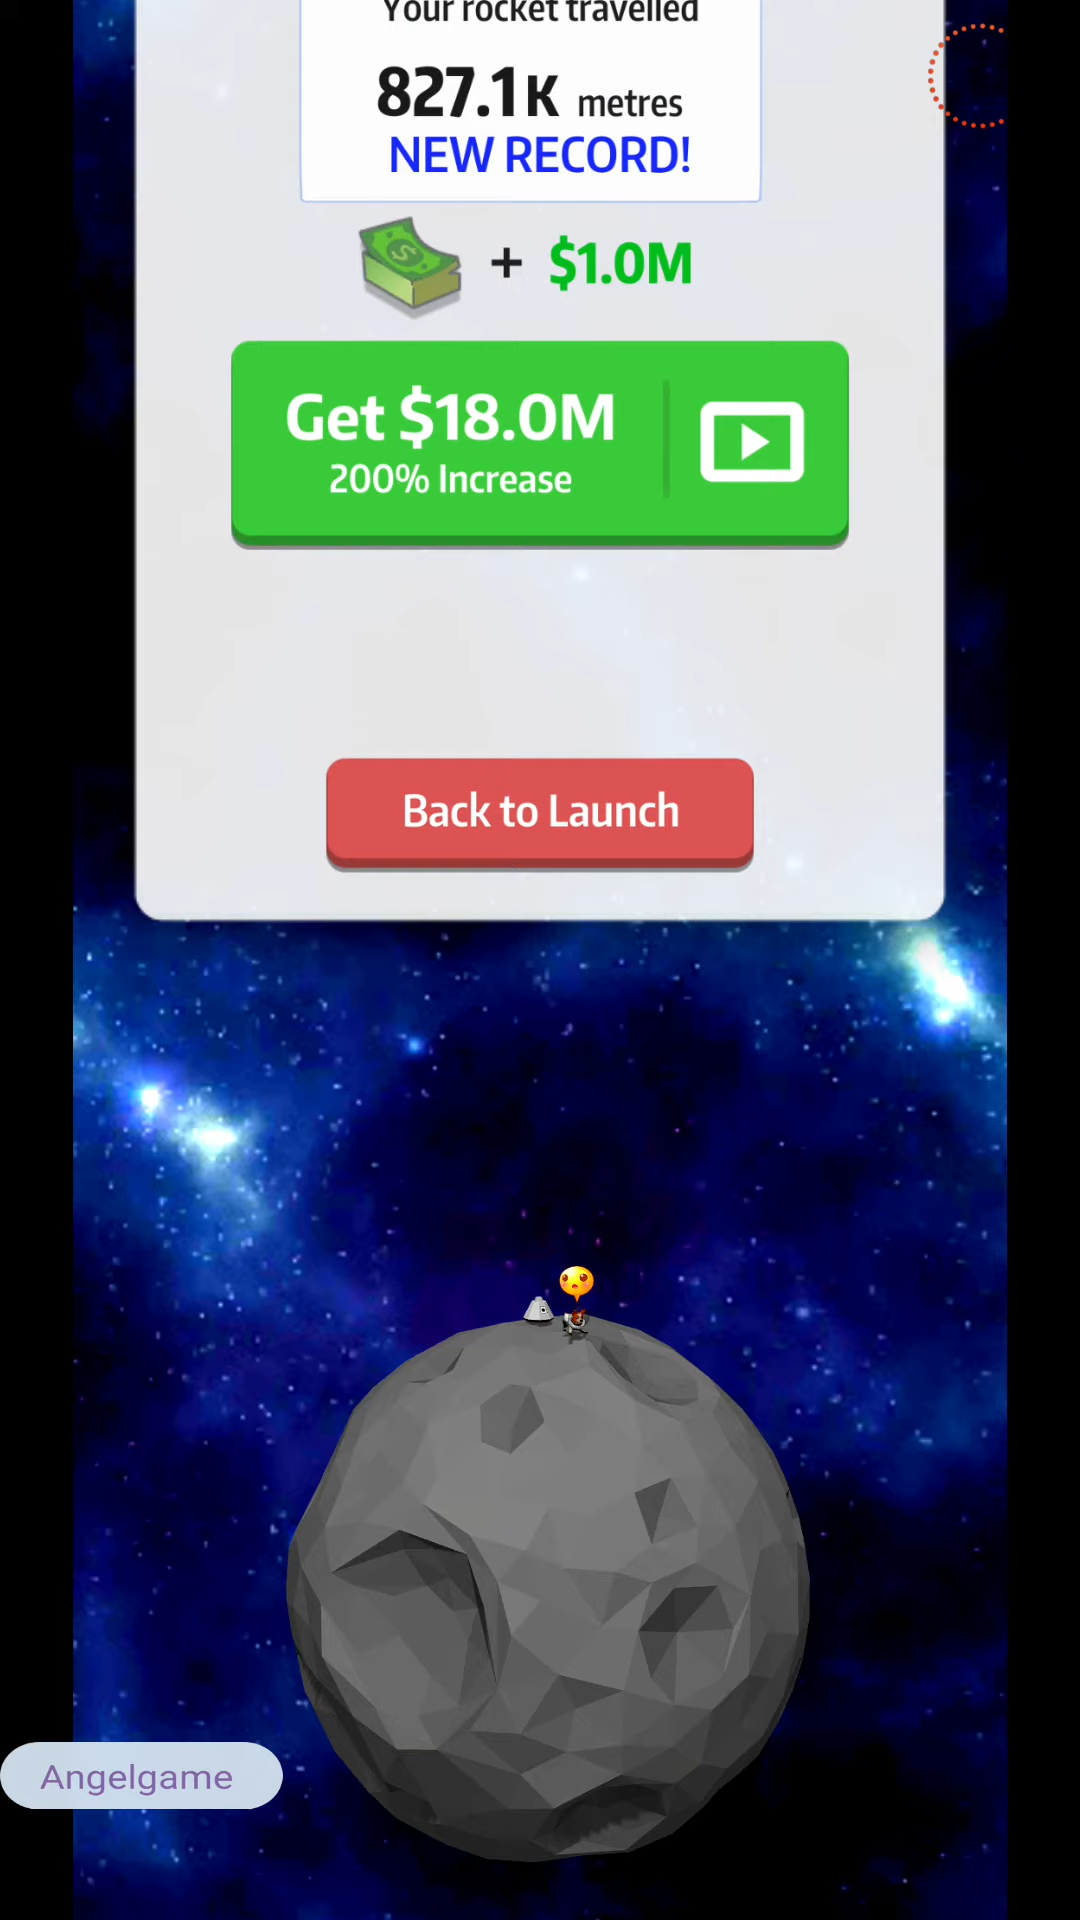 Your rocket travelled
827.1K metres
NEW RECORD!
+ $1.0M
Get $18.0M
200% Increase
Back to Launch
Angelgame